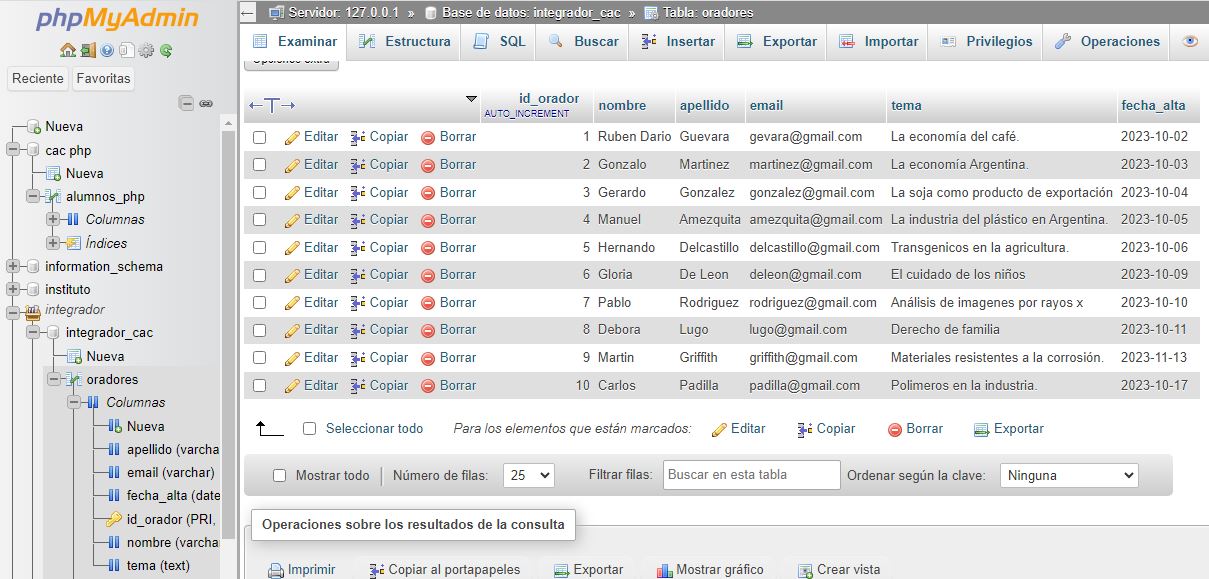 phpMyAdmin
Reciente Favoritas
Nueva
cac php
Nueva
alumnos_php
Columnas
Índices
information_schema
instituto
integrador
integrador_cac
Nueva
oradores
Columnas
Nueva
apellido (varcha
email (varchar)
fecha_alta (date
id_orador (PRI,
nombre (varcha
tema (text)
Servidor: 127.0.0.1 » Base de datos: integrador_cac » Tabla: oradores
Examinar Estructura SQL Buscar Insertar Exportar Importar Privilegios Operaciones
Opciones extra
←T→ id_orador nombre apellido email tema fecha_alta
AUTO_INCREMENT
Editar Copiar Borrar 1 Ruben Dario Guevara gevara@gmail.com La economía del café. 2023-10-02
Editar Copiar Borrar 2 Gonzalo Martinez martinez@gmail.com La economía Argentina. 2023-10-03
Editar Copiar Borrar 3 Gerardo Gonzalez gonzalez@gmail.com La soja como producto de exportación 2023-10-04
Editar Copiar Borrar 4 Manuel Amezquita amezquita@gmail.com La industria del plástico en Argentina. 2023-10-05
Editar Copiar Borrar 5 Hernando Delcastillo delcastillo@gmail.com Transgenicos en la agricultura. 2023-10-06
Editar Copiar Borrar 6 Gloria De Leon deleon@gmail.com El cuidado de los niños 2023-10-09
Editar Copiar Borrar 7 Pablo Rodriguez rodriguez@gmail.com Análisis de imagenes por rayos x 2023-10-10
Editar Copiar Borrar 8 Debora Lugo lugo@gmail.com Derecho de familia 2023-10-11
Editar Copiar Borrar 9 Martin Griffith griffith@gmail.com Materiales resistentes a la corrosión. 2023-11-13
Editar Copiar Borrar 10 Carlos Padilla padilla@gmail.com Polimeros en la industria. 2023-10-17
Seleccionar todo Para los elementos que están marcados: Editar Copiar Borrar Exportar
Mostrar todo Número de filas: 25 Filtrar filas: Buscar en esta tabla Ordenar según la clave: Ninguna
Operaciones sobre los resultados de la consulta
Imprimir Copiar al portapapeles Exportar Mostrar gráfico Crear vista